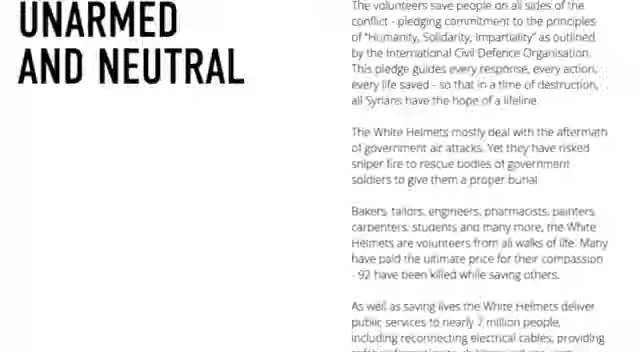 UNARMED
AND NEUTRAL
The volunteers save people on all sides of the
conflict - pledging commitment to the principles
of "Humanity, Solidarity, Impartiality" as outlined
by the International Civil Defence Organisation.
This pledge guides every response, every action,
every life saved - so that in a time of destruction,
all Syrians have the hope of a lifeline.
The White Helmets mostly deal with the aftermath
of government air attacks. Yet they have risked
sniper fire to rescue bodies of government
soldiers to give them a proper burial.
Bakers, tailors, engineers, pharmacists, painters,
carpenters, students and many more, the White
Helmets are volunteers from all walks of life. Many
have paid the ultimate price for their compassion
- 92 have been killed while saving others.
As well as saving lives the White Helmets deliver
public services to nearly 7 million people,
including reconnecting electrical cables, providing